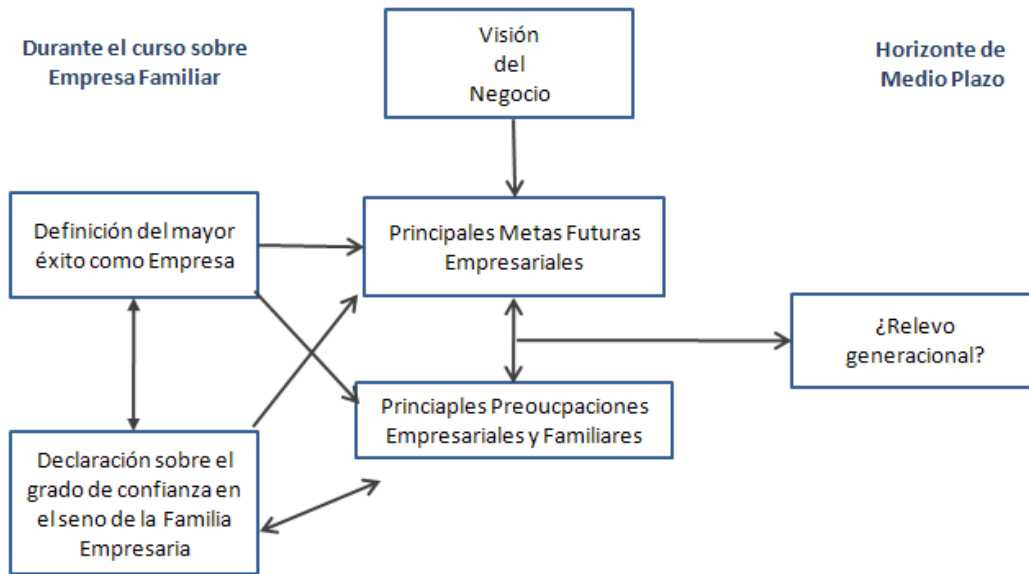 Durante el curso sobre
Empresa Familiar
Visión
del
Negocio
Horizonte de
Medio Plazo
Definición del mayor
éxito como Empresa
Principales Metas Futuras
Empresariales
¿Relevo
generacional?
Princiaples Preoucpaciones
Empresariales y Familiares
Declaración sobre el
grado de confianza en
el seno de la Familia
Empresaria